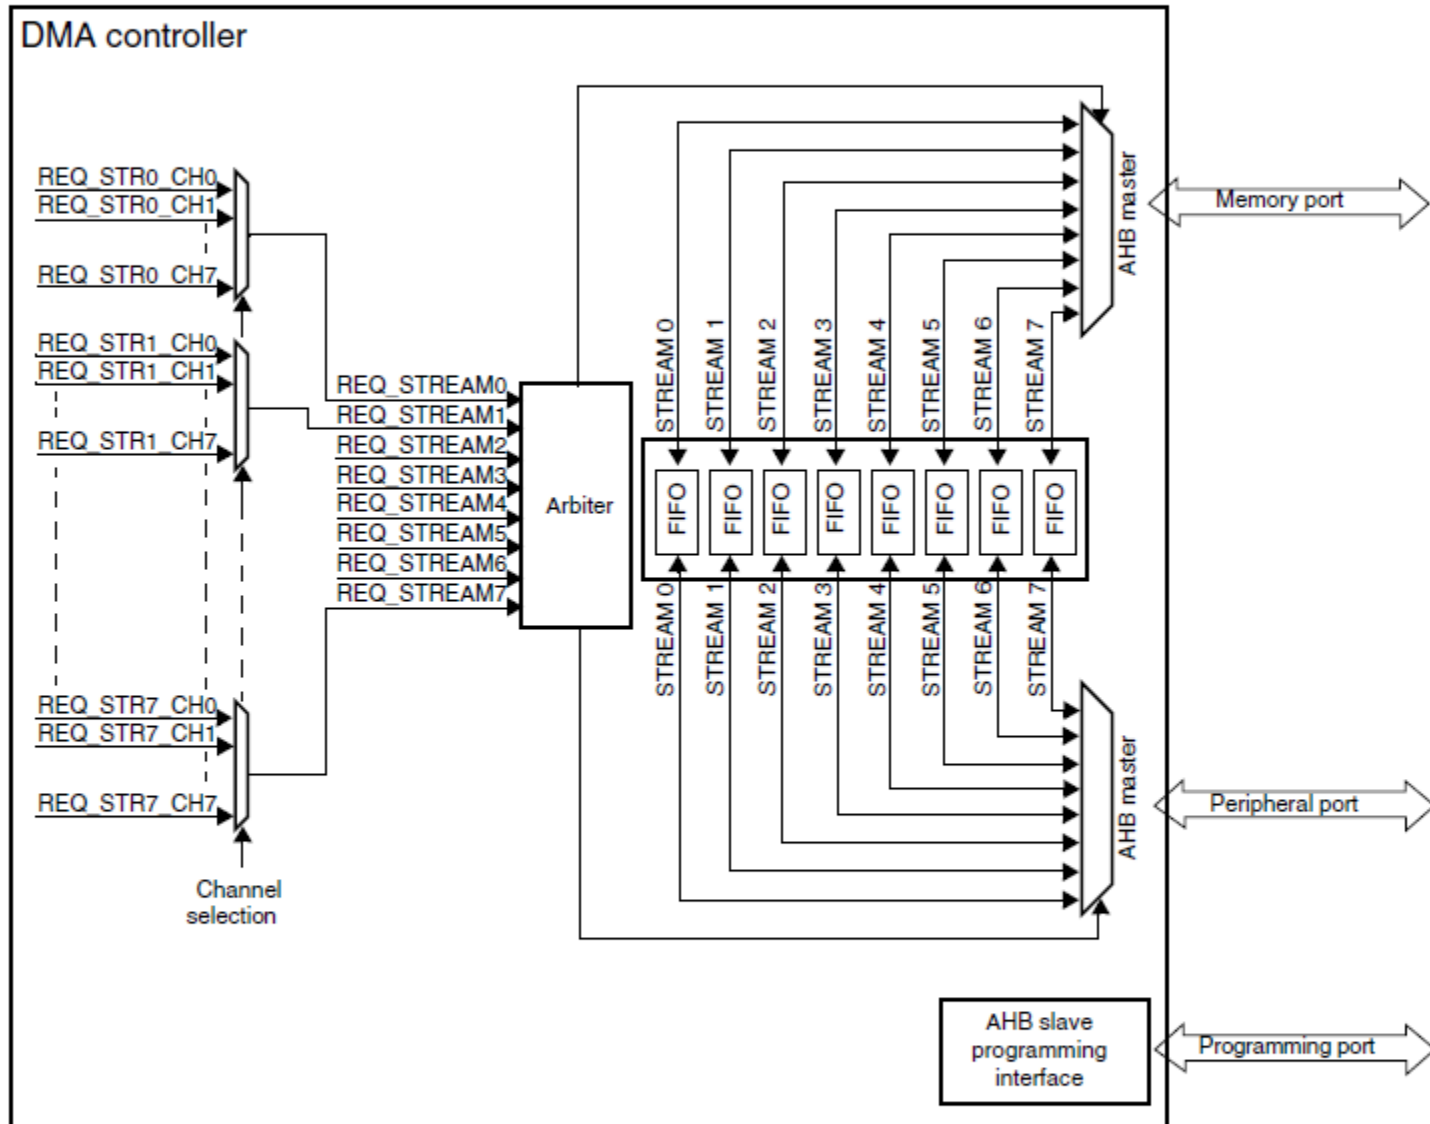 DMA controller
REQ_STR0_CH0
REQ_STR0_CH1
REQ_STR0_CH7
REQ_STR1_CH0
REQ_STR1_CH1
REQ_STR1_CH7
REQ_STR7_CH0
REQ_STR7_CH1
REQ_STR7_CH7
Channel
selection
REQ_STREAM0
REQ_STREAM1
REQ_STREAM2
REQ_STREAM3
REQ_STREAM4
REQ_STREAM5
REQ_STREAM6
REQ_STREAM7
Arbiter
STREAM 0
STREAM 1
STREAM 2
STREAM 3
STREAM 4
STREAM 5
STREAM 6
STREAM 7
FIFO
FIFO
FIFO
FIFO
FIFO
FIFO
FIFO
FIFO
STREAM 0
STREAM 1
STREAM 2
STREAM 3
STREAM 4
STREAM 5
STREAM 6
STREAM 7
AHB master
Memory port
AHB master
Peripheral port
AHB slave
programming
interface
Programming port